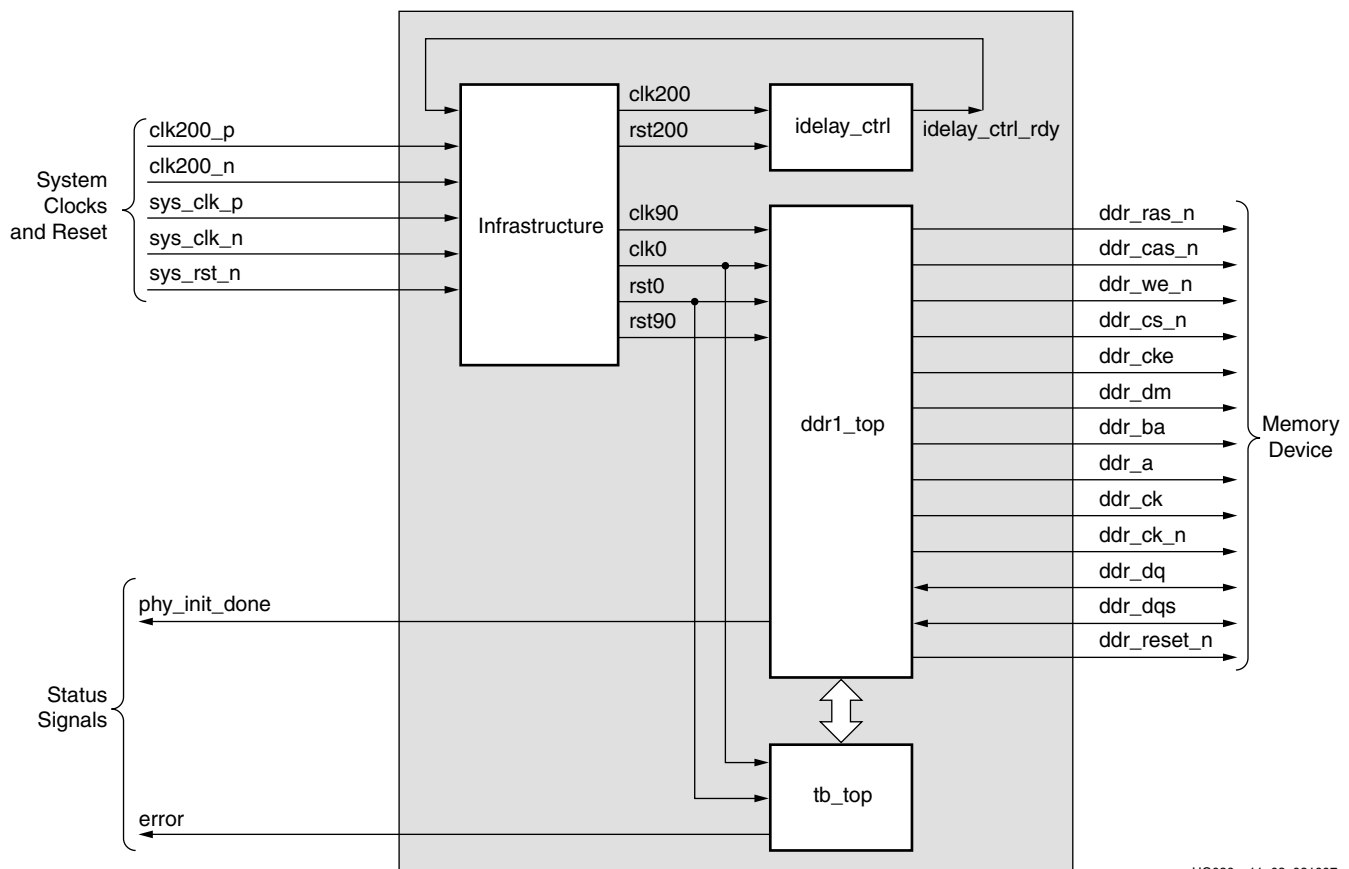 clk200
rst200
idelay_ctrl
idelay_ctrl_rdy
System
Clocks
and Reset
clk200_p
clk200_n
sys_clk_p
sys_clk_n
sys_rst_n
Infrastructure
clk90
clk0
rst0
rst90
ddr1_top
ddr_ras_n
ddr_cas_n
ddr_we_n
ddr_cs_n
ddr_cke
ddr_dm
ddr_ba
ddr_a
ddr_ck
ddr_ck_n
ddr_dq
ddr_dqs
ddr_reset_n
Memory
Device
Status
Signals
phy_init_done
error
tb_top